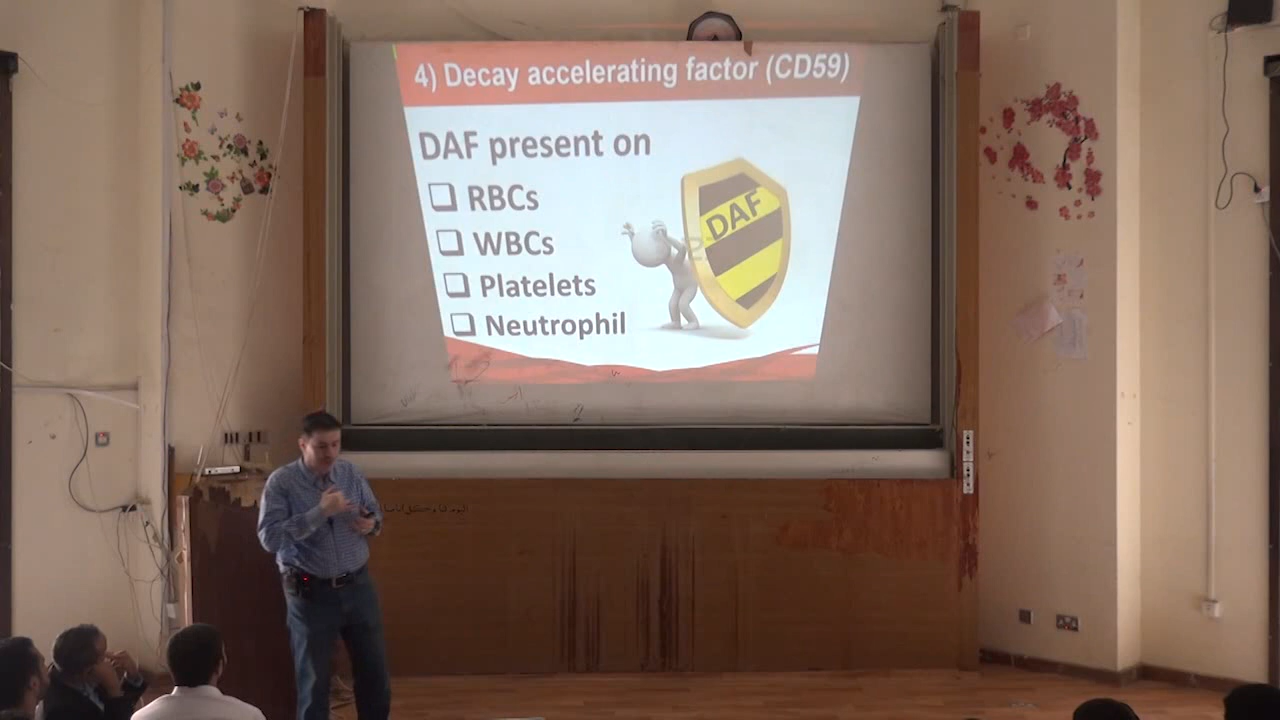 4) Decay accelerating factor (CD59)
DAF present on
❑ RBCs
❑ WBCs
❑ Platelets
❑ Neutrophil
DAF